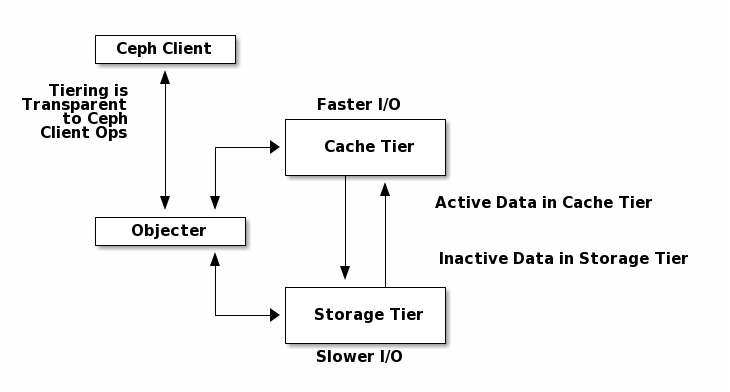 Ceph Client
Tiering is
Transparent
to Ceph
Client Ops
Faster I/O
Cache Tier
Active Data in Cache Tier
Objecter
Inactive Data in Storage Tier
Storage Tier
Slower I/O